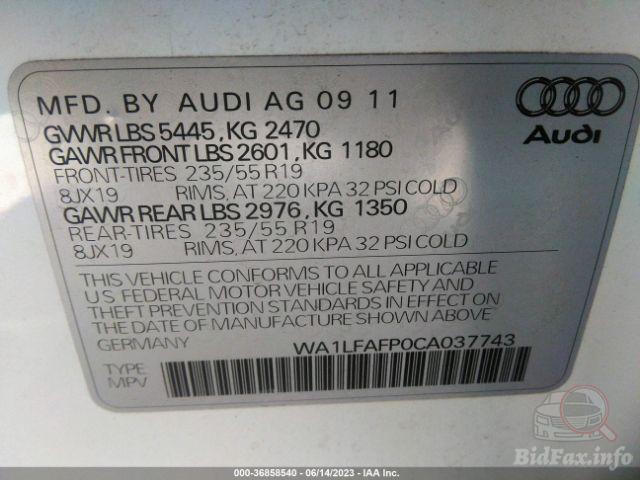 MFD. BY AUDI AG 09 11
GWWR LBS 5445, KG 2470
GAWR FRONT LBS 2601, KG 1180
FRONT-TIRES 235/55 R19
8JX19 RIMS, AT 220 KPA 32 PSI COLD
GAWR REAR LBS 2976, KG 1350
REAR-TIRES 235/55 R19
8JX19 RIMS, AT 220 KPA 32 PSI COLD
THIS VEHICLE CONFORMS TO ALL APPLICABLE
US FEDERAL MOTOR VEHICLE SAFETY AND
THEFT PREVENTION STANDARDS IN EFFECT ON
THE DATE OF MANUFACTURE SHOWN ABOVE
GERMANY WA1LFAFP0CA037743
TYPE
MPV
Audi
BidFax.info
000-36858540 - 06/14/2023 - IAA Inc.